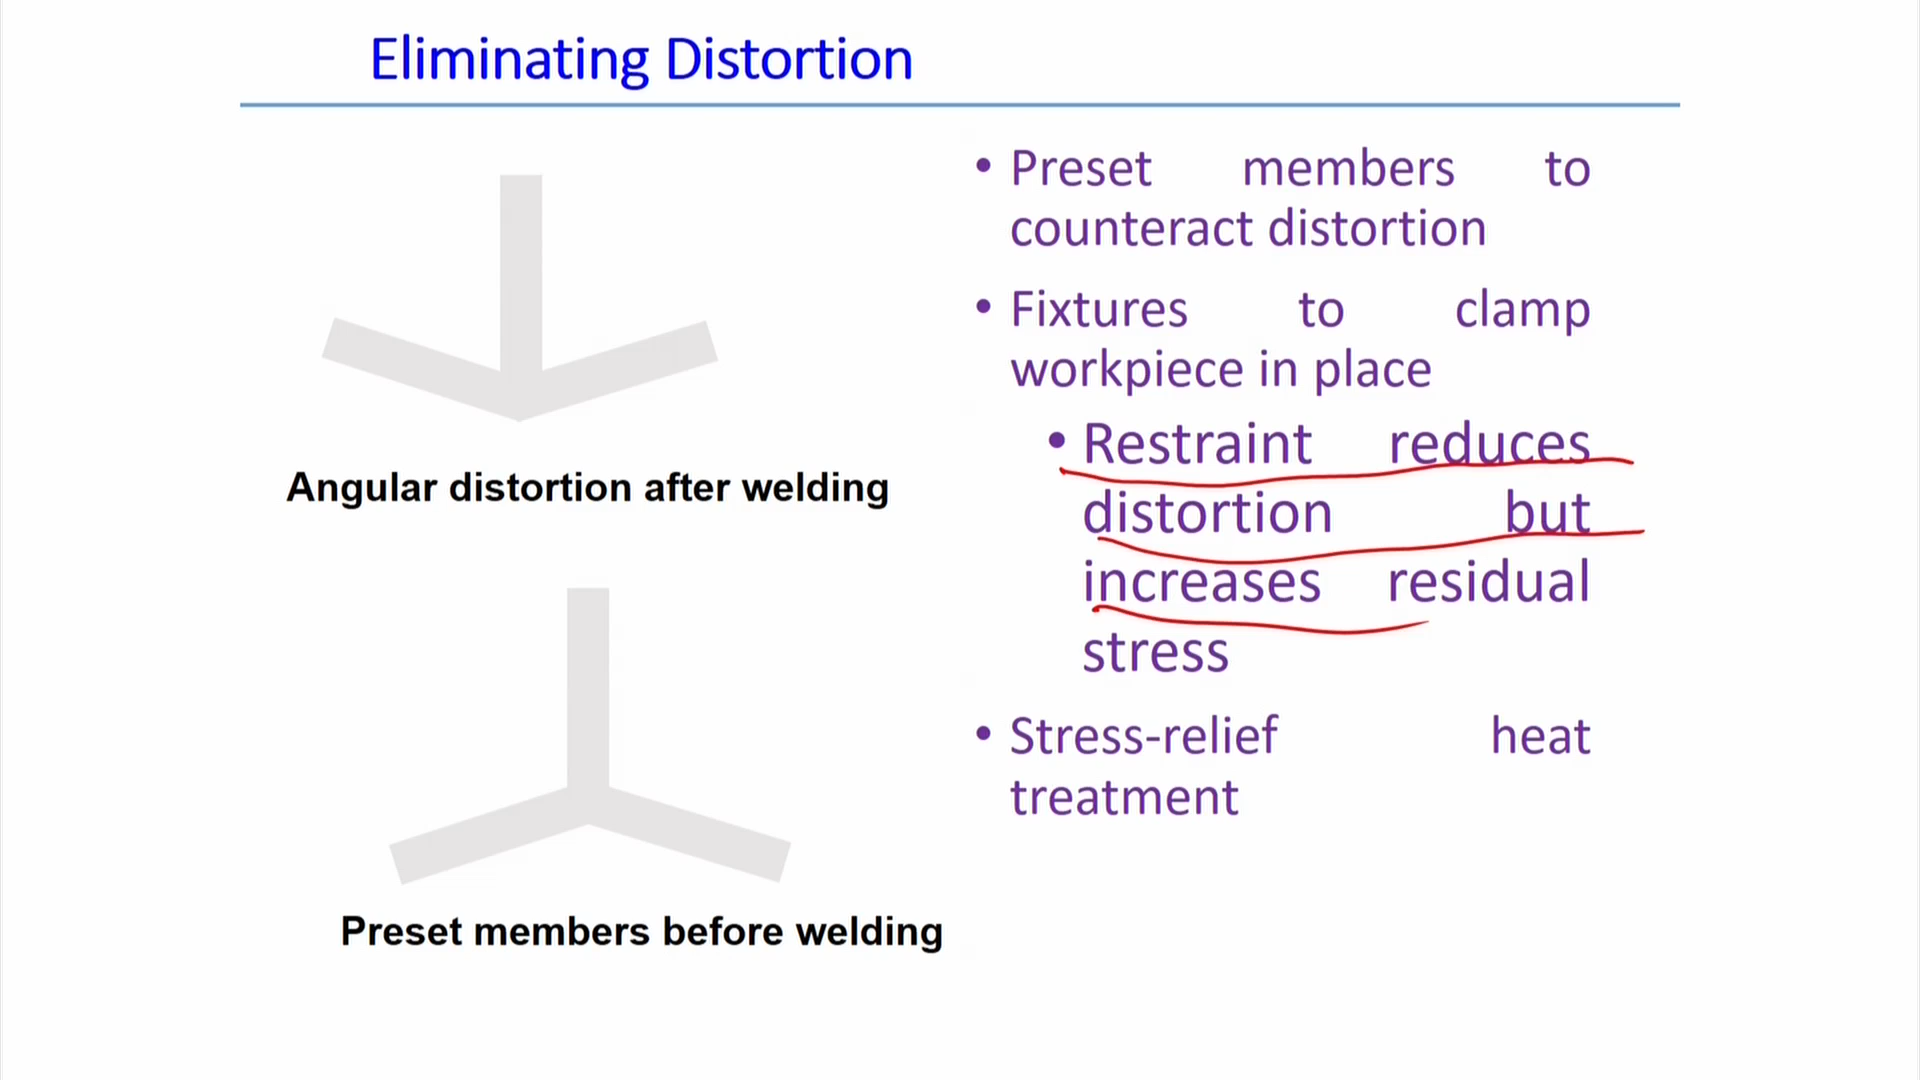 Eliminating Distortion
Angular distortion after welding
Preset members before welding
• Preset members to
counteract distortion
• Fixtures to clamp
workpiece in place
• Restraint reduces
distortion but
increases residual
stress
• Stress-relief heat
treatment